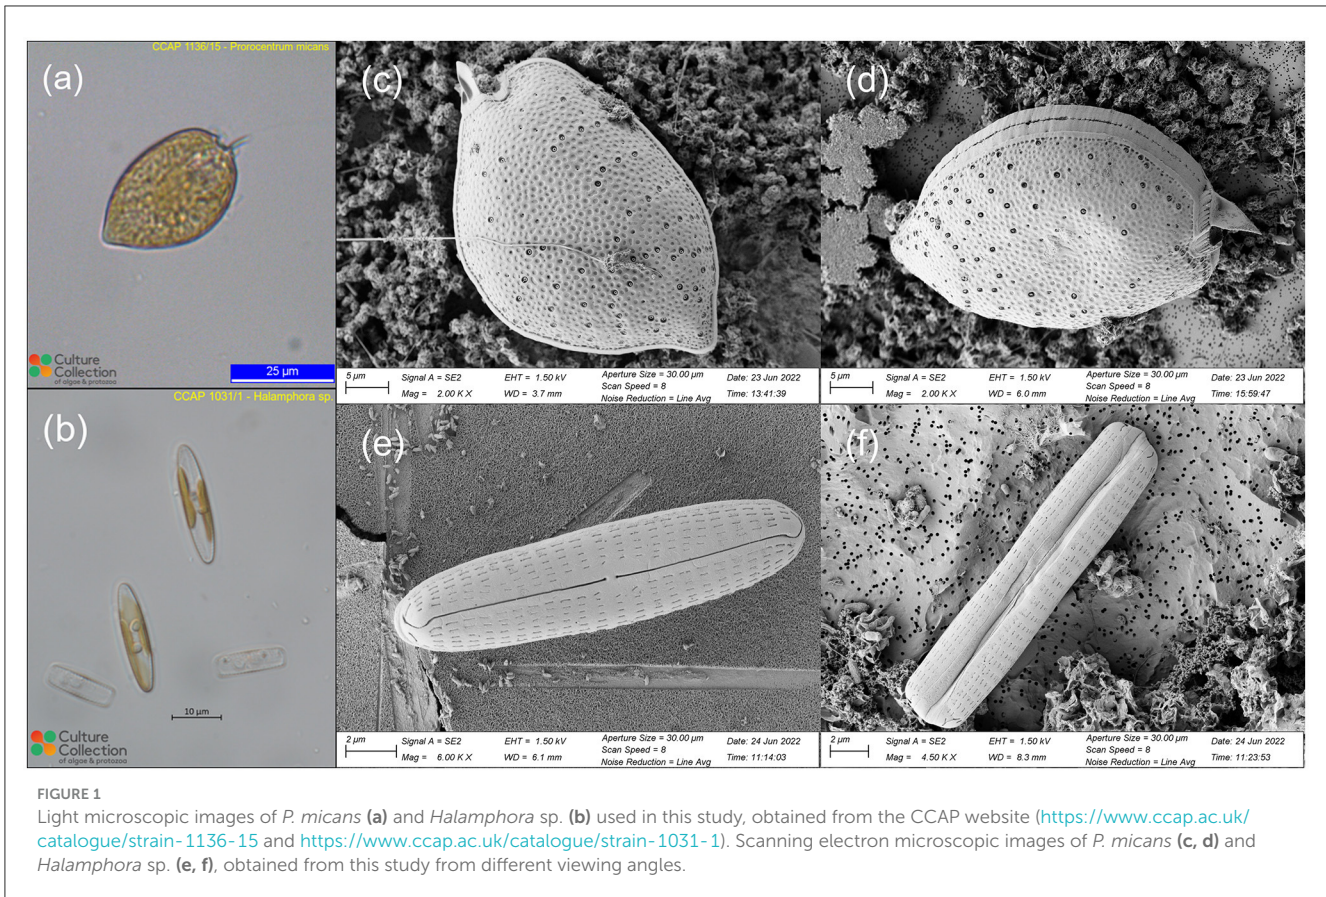 CCAP 1136/15 - Prorocentrum micans
(a)
Culture
Collection
of algae & protozoa
25 µm
(c)
5 µm
Signal A = SE2
EHT = 1.50 kV
Aperture Size = 30.00 µm
Scan Speed = 8
Date: 23 Jun 2022
Mag = 2.00 K X
WD = 3.7 mm
Noise Reduction = Line Avg
Time: 13:41:39
(d)
5 µm
Signal A = SE2
EHT = 1.50 kV
Aperture Size = 30.00 µm
Scan Speed = 8
Date: 23 Jun 2022
Mag = 2.00 K X
WD = 6.0 mm
Noise Reduction = Line Avg
Time: 15:59:47
CCAP 1031/1 - Halamphora sp.
(b)
10 µm
Culture
Collection
of algae & protozoa
(e)
2 µm
Signal A = SE2
EHT = 1.50 kV
Aperture Size = 30.00 µm
Scan Speed = 8
Date: 24 Jun 2022
Mag = 6.00 K X
WD = 6.1 mm
Noise Reduction = Line Avg
Time: 11:14:03
(f)
2 µm
Signal A = SE2
EHT = 1.50 kV
Aperture Size = 30.00 µm
Scan Speed = 8
Date: 24 Jun 2022
Mag = 4.50 K X
WD = 8.3 mm
Noise Reduction = Line Avg
Time: 11:23:53
FIGURE 1
Light microscopic images of P. micans (a) and Halamphora sp. (b) used in this study, obtained from the CCAP website (https://www.ccap.ac.uk/
catalogue/strain-1136-15 and https://www.ccap.ac.uk/catalogue/strain-1031-1). Scanning electron microscopic images of P. micans (c, d) and
Halamphora sp. (e, f), obtained from this study from different viewing angles.